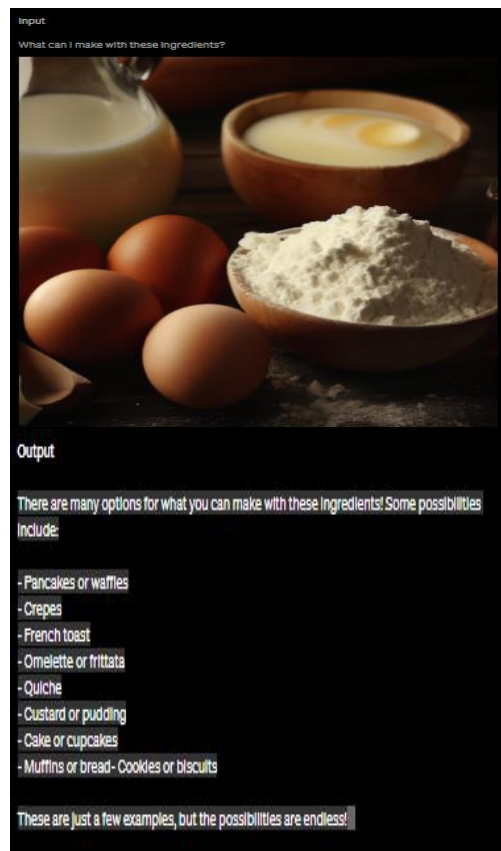 Input
What can I make with these ingredients?
Output
There are many options for what you can make with these ingredients! Some possibilities
include:
- Pancakes or waffles
- Crepes
- French toast
- Omelette or frittata
- Quiche
- Custard or pudding
- Cake or cupcakes
- Muffins or bread- Cookies or biscuits
These are just a few examples, but the possibilities are endless!